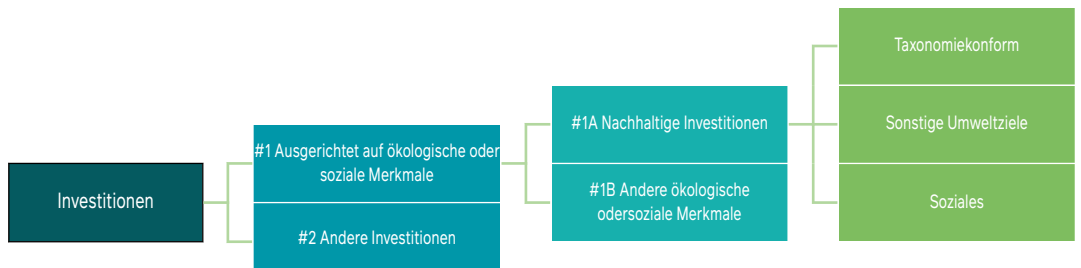 Investitionen
#1 Ausgerichtet auf ökologische oder
soziale Merkmale
#2 Andere Investitionen
#1A Nachhaltige Investitionen
#1B Andere ökologische
odersoziale Merkmale
Taxonomiekonform
Sonstige Umweltziele
Soziales